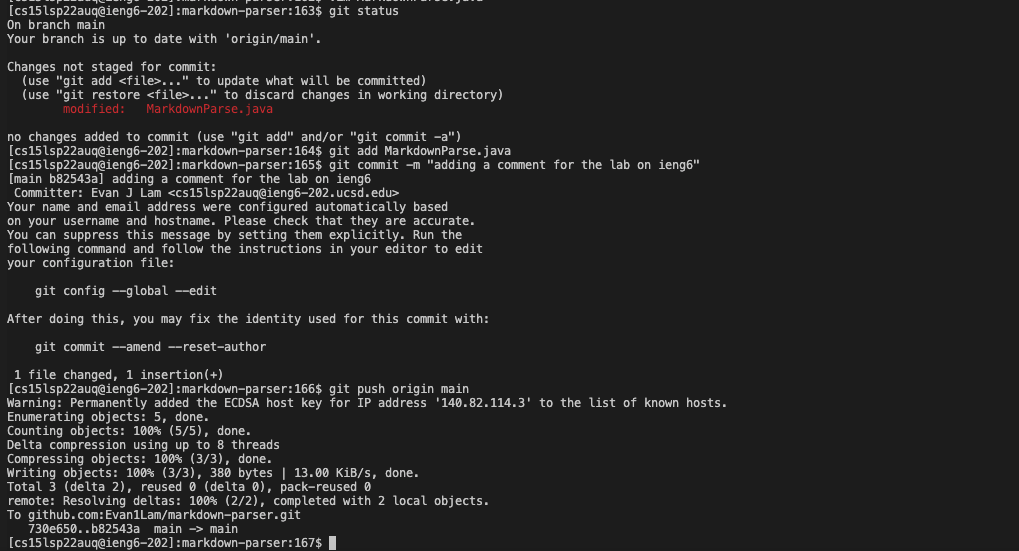 [cs15lsp22auq@ieng6-202]:markdown-parser:163$ git status
On branch main
Your branch is up to date with 'origin/main'.
Changes not staged for commit:
  (use "git add <file>..." to update what will be committed)
  (use "git restore <file>..." to discard changes in working directory)
        modified:   MarkdownParse.java
no changes added to commit (use "git add" and/or "git commit -a")
[cs15lsp22auq@ieng6-202]:markdown-parser:164$ git add MarkdownParse.java
[cs15lsp22auq@ieng6-202]:markdown-parser:165$ git commit -m "adding a comment for the lab on ieng6"
[main b82543a] adding a comment for the lab on ieng6
 Committer: Evan J Lam <cs15lsp22auq@ieng6-202.ucsd.edu>
Your name and email address were configured automatically based
on your username and hostname. Please check that they are accurate.
You can suppress this message by setting them explicitly. Run the
following command and follow the instructions in your editor to edit
your configuration file:
    git config --global --edit
After doing this, you may fix the identity used for this commit with:
    git commit --amend --reset-author
 1 file changed, 1 insertion(+)
[cs15lsp22auq@ieng6-202]:markdown-parser:166$ git push origin main
Warning: Permanently added the ECDSA host key for IP address '140.82.114.3' to the list of known hosts.
Enumerating objects: 5, done.
Counting objects: 100% (5/5), done.
Delta compression using up to 8 threads
Compressing objects: 100% (3/3), done.
Writing objects: 100% (3/3), 380 bytes | 13.00 KiB/s, done.
Total 3 (delta 2), reused 0 (delta 0), pack-reused 0
remote: Resolving deltas: 100% (2/2), completed with 2 local objects.
To github.com:Evan1Lam/markdown-parser.git
   730e650..b82543a  main -> main
[cs15lsp22auq@ieng6-202]:markdown-parser:167$